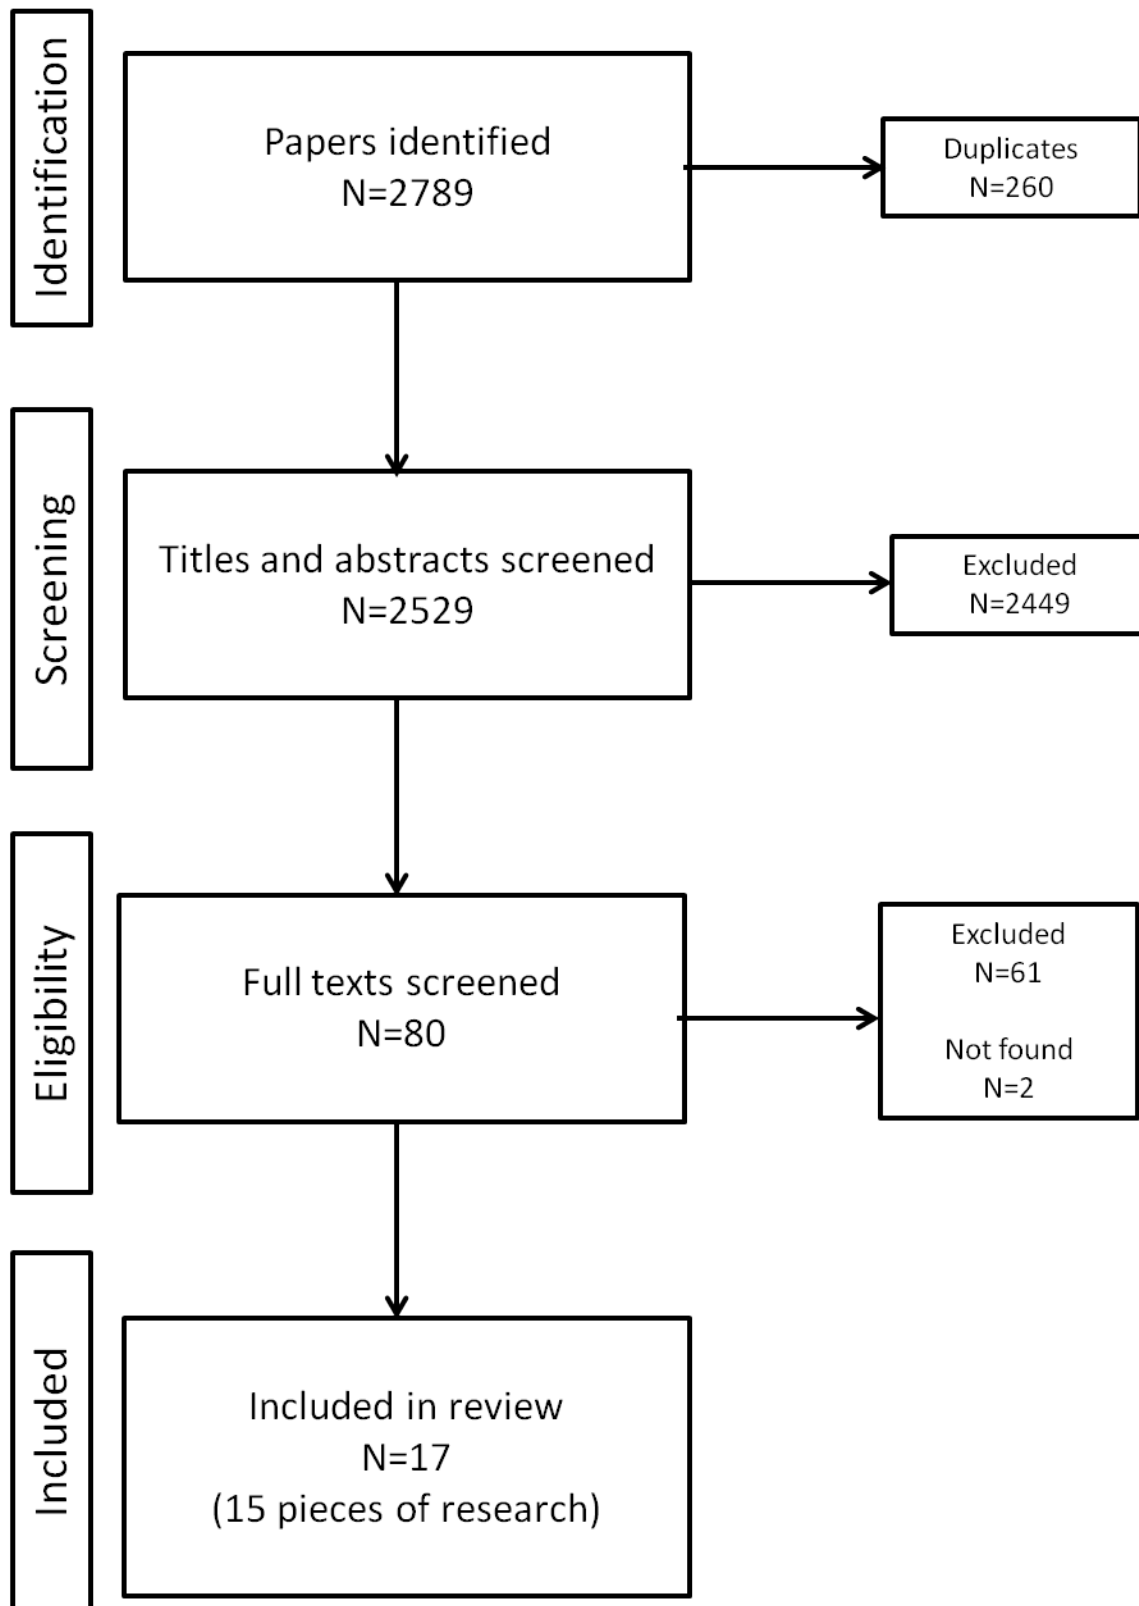 Identification
Papers identified
N=2789
Duplicates
N=260
Screening
Titles and abstracts screened
N=2529
Excluded
N=2449
Eligibility
Full texts screened
N=80
Excluded
N=61
Not found
N=2
Included
Included in review
N=17
(15 pieces of research)